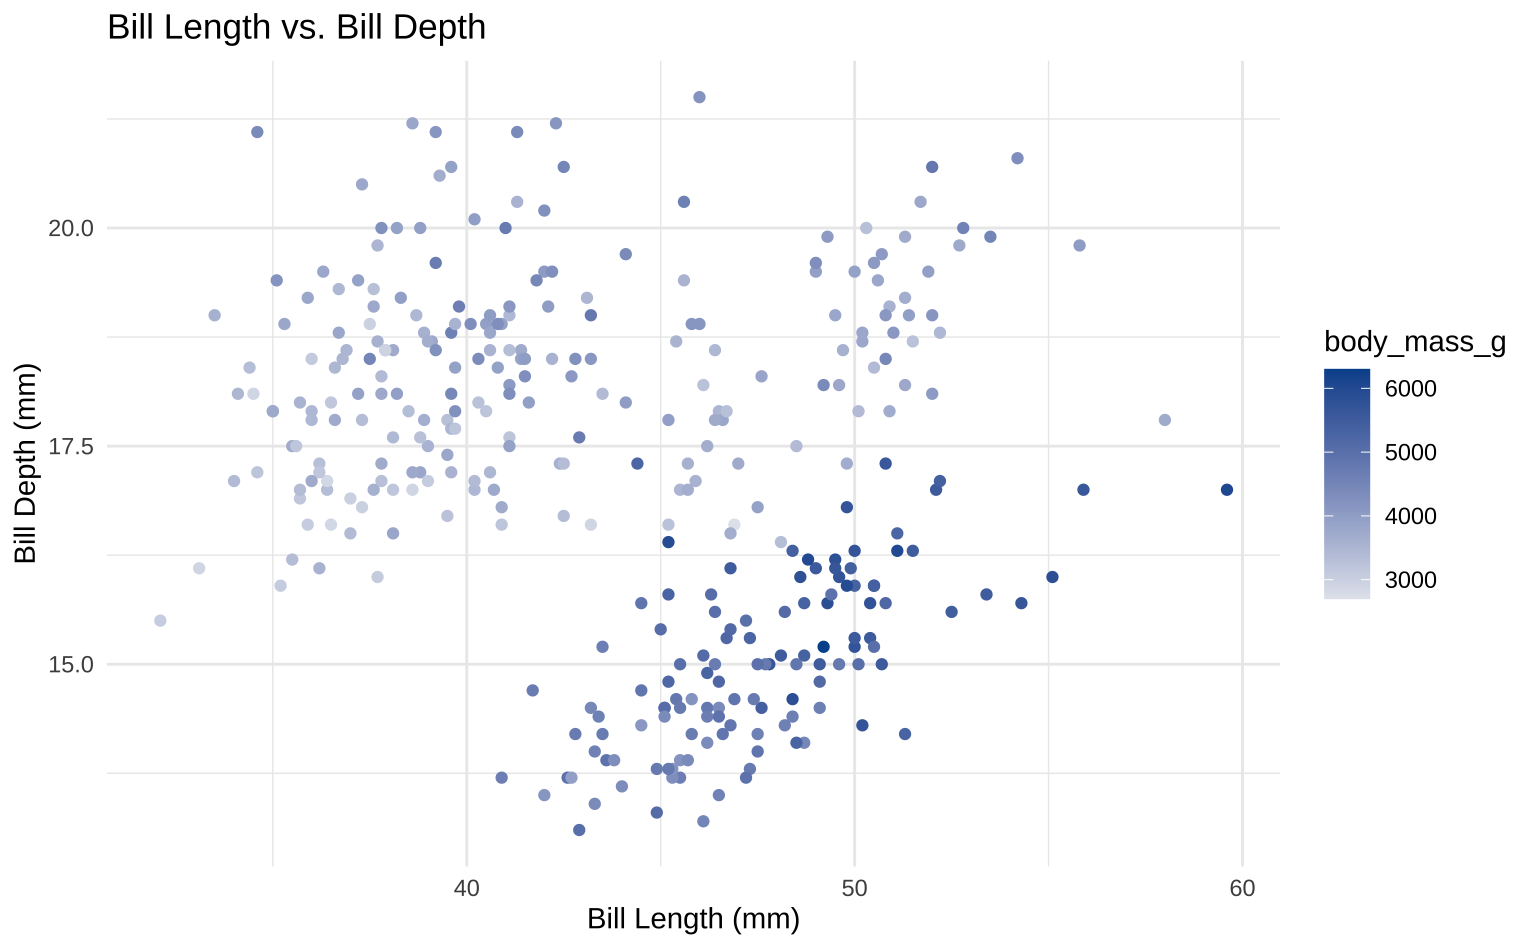 Bill Length vs. Bill Depth
Bill Depth (mm)
20.0
17.5
15.0
40
50
60
Bill Length (mm)
body_mass_g
6000
5000
4000
3000